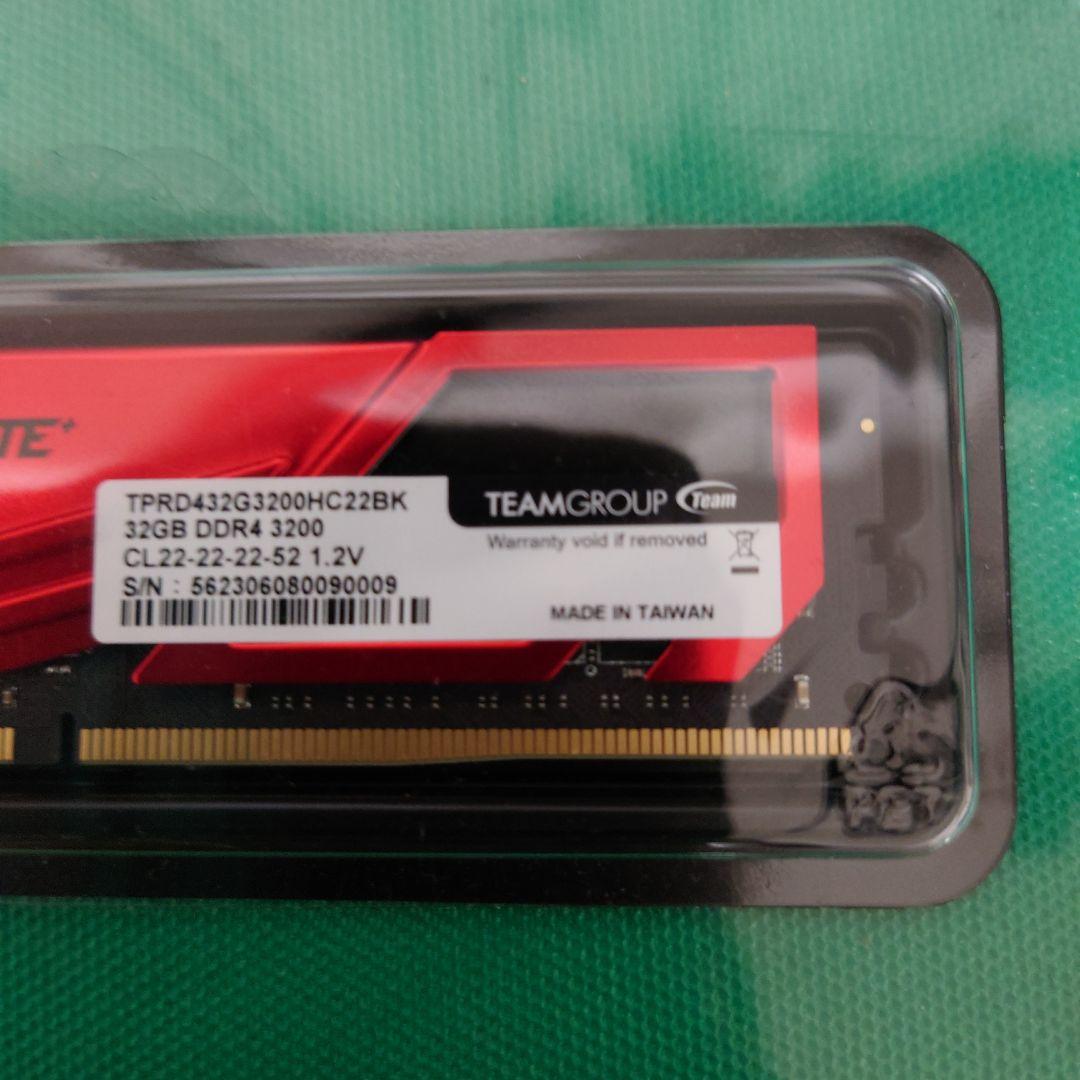 TE+
TPRD432G3200HC22BK
32GB DDR4 3200
CL22-22-22-52 1.2V
S/N : 562306080090009
TEAMGROUP Team
Warranty void if removed
MADE IN TAIWAN